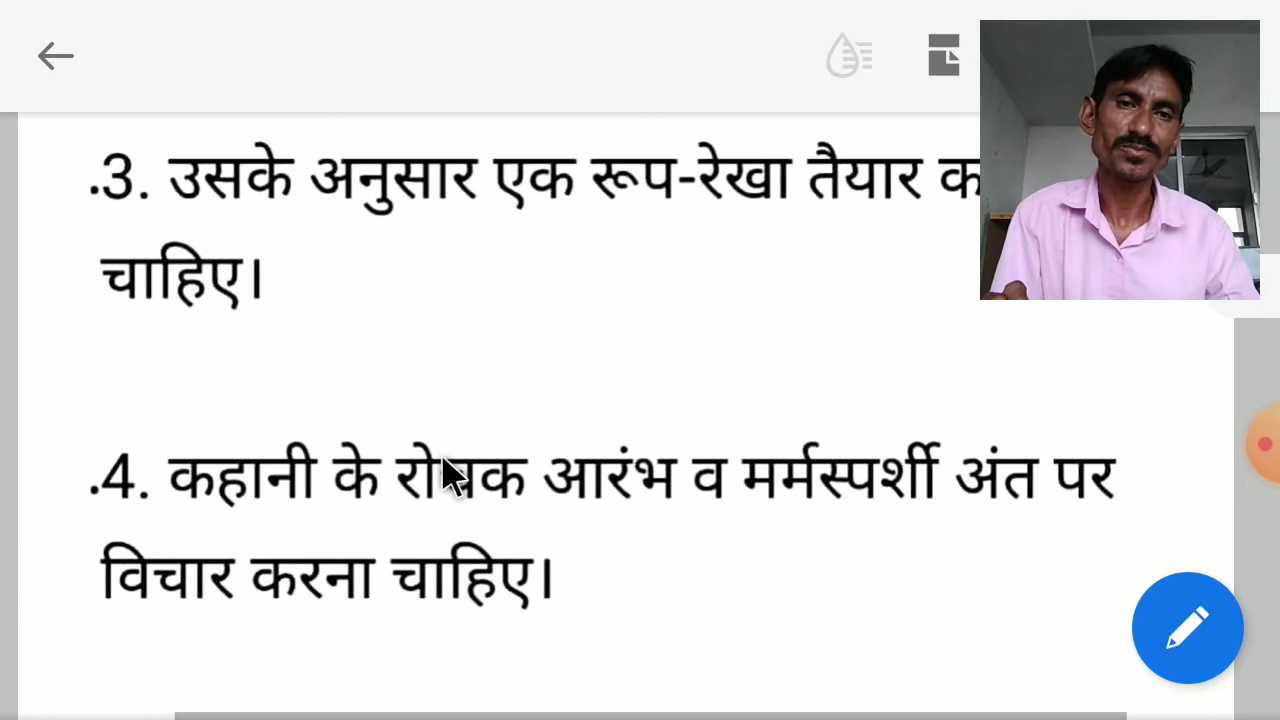 .3. उसके अनुसार एक रूप-रेखा तैयार
चाहिए।
.4. कहानी के आरंभ व मर्मस्पर्शी अंत पर
विचार करना चाहिए।